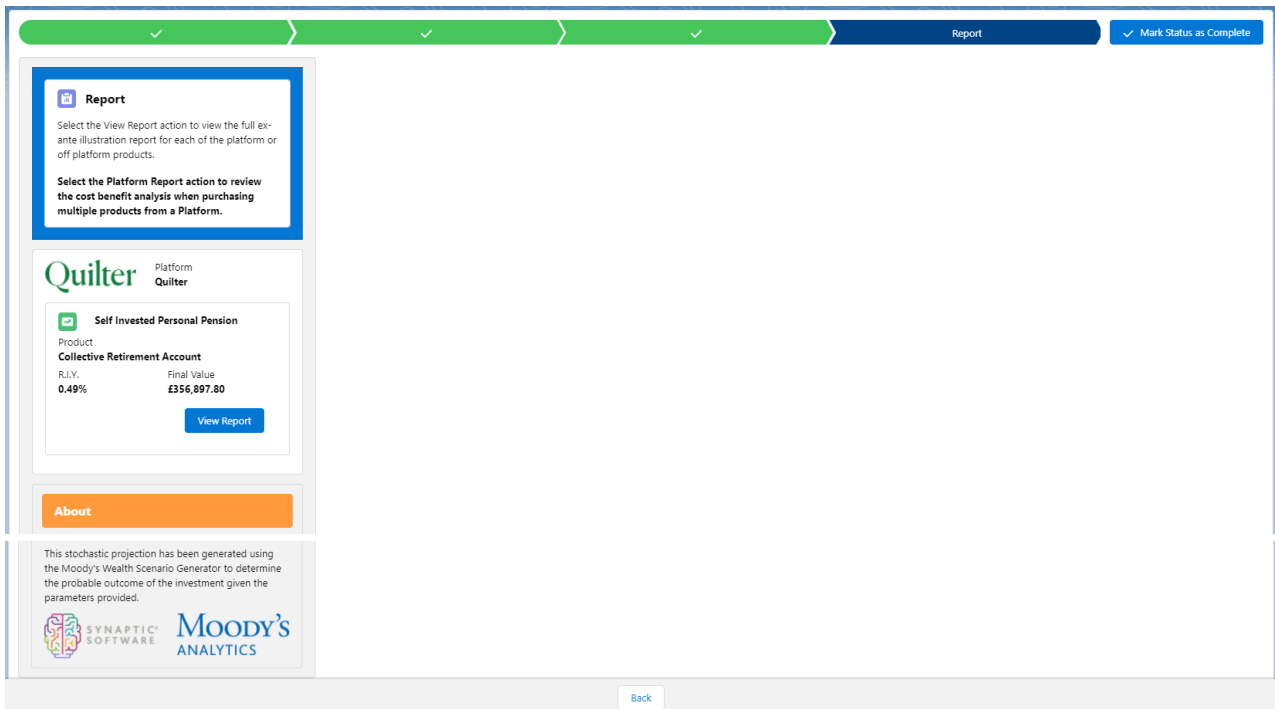 Report
Mark Status as Complete
Report
Select the View Report action to view the full ex-
ante illustration report for each of the platform or
off platform products.
Select the Platform Report action to review
the cost benefit analysis when purchasing
multiple products from a Platform.
Quilter
Platform
Quilter
Self Invested Personal Pension
Product
Collective Retirement Account
R.I.Y.
Final Value
0.49%
£356,897.80
View Report
About
This stochastic projection has been generated using
the Moody's Wealth Scenario Generator to determine
the probable outcome of the investment given the
parameters provided.
SYNAPTIC
SOFTWARE
MOODY'S
ANALYTICS
Back